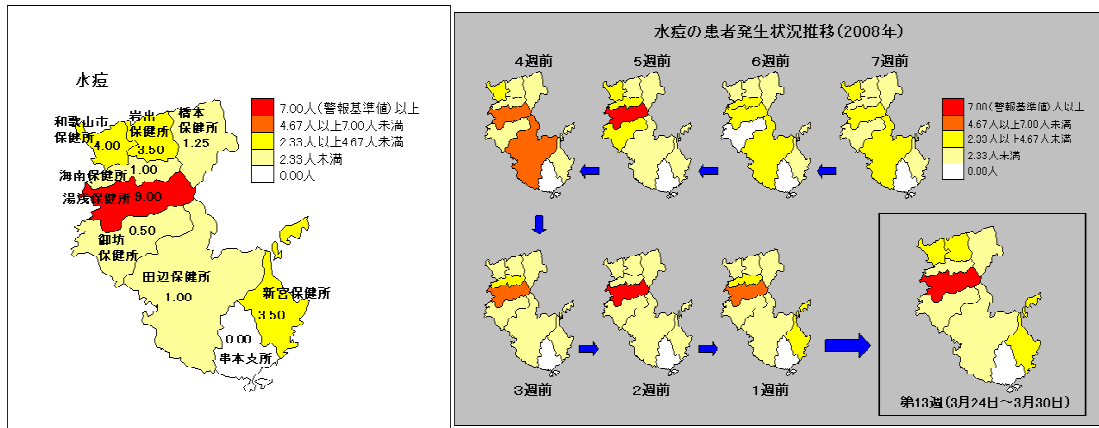 水痘
和歌山市
保健所
4.00
岩出
保健所
3.50
橋本
保健所
1.25
1.00
海南保健所
湯浅保健所
9.00
0.50
御坊
保健所
田辺保健所
1.00
新宮保健所
3.50
0.00
串本支所
7.00人(警報基準値)以上
4.67人以上7.00人未満
2.33人以上4.67人未満
2.33人未満
0.00人
水痘の患者発生状況推移(2008年)
4週前
5週前
6週前
7週前
7.00(警報基準値)人以上
4.67人以上7.00人未満
2.33人以上4.67人未満
2.33人未満
0.00人
3週前
2週前
1週前
第13週(3月24日～3月30日)